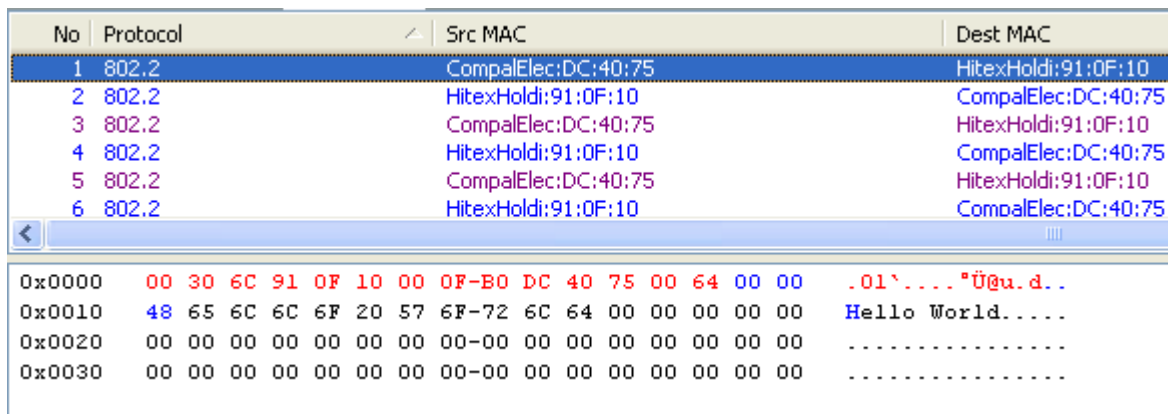 No Protocol Src MAC Dest MAC
1 802.2 CompalElec:DC:40:75 HitexHoldi:91:0F:10
2 802.2 HitexHoldi:91:0F:10 CompalElec:DC:40:75
3 802.2 CompalElec:DC:40:75 HitexHoldi:91:0F:10
4 802.2 HitexHoldi:91:0F:10 CompalElec:DC:40:75
5 802.2 CompalElec:DC:40:75 HitexHoldi:91:0F:10
6 802.2 HitexHoldi:91:0F:10 CompalElec:DC:40:75
0x0000 00 30 6C 91 0F 10 00 0F-B0 DC 40 75 00 64 00 00 .0l`....°Ü@u.d..
0x0010 48 65 6C 6C 6F 20 57 6F-72 6C 64 00 00 00 00 00 Hello World.....
0x0020 00 00 00 00 00 00 00 00-00 00 00 00 00 00 00 00 ................
0x0030 00 00 00 00 00 00 00 00-00 00 00 00 00 00 00 00 ................